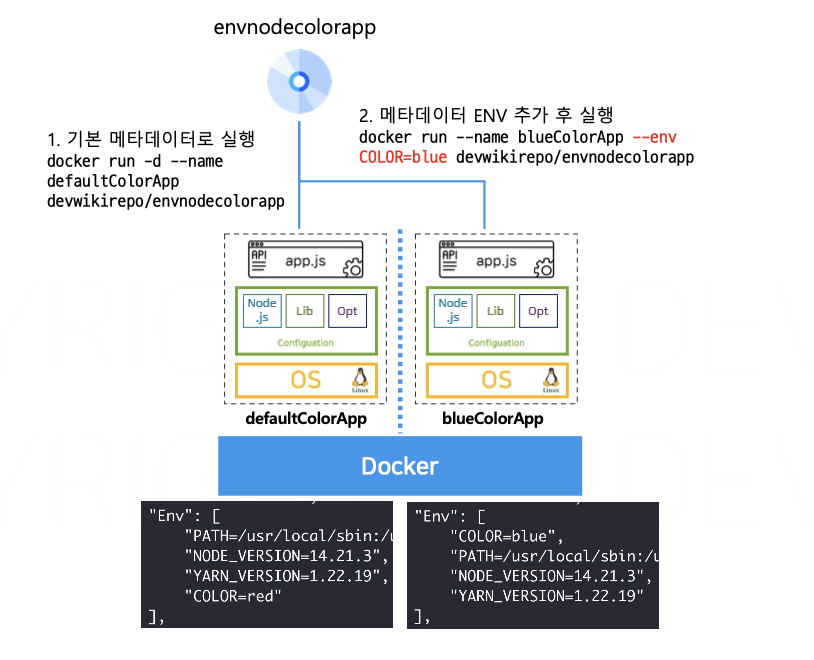 envnodecolorapp
1. 기본 메타데이터로 실행
docker run -d --name
defaultColorApp
devwikirepo/envnodecolorapp
2. 메타데이터 ENV 추가 후 실행
docker run --name blueColorApp --env
COLOR=blue devwikirepo/envnodecolorapp
API
app.js
Node
.js
Lib
Opt
Configuation
OS
Linux
defaultColorApp
API
app.js
Node
.js
Lib
Opt
Configuation
OS
Linux
blueColorApp
Docker
"Env": [
"PATH=/usr/local/sbin:/u
"NODE_VERSION=14.21.3",
"YARN_VERSION=1.22.19",
"COLOR=red"
],
"Env": [
"COLOR=blue",
"PATH=/usr/local/sbin:/u
"NODE_VERSION=14.21.3",
"YARN_VERSION=1.22.19"
],